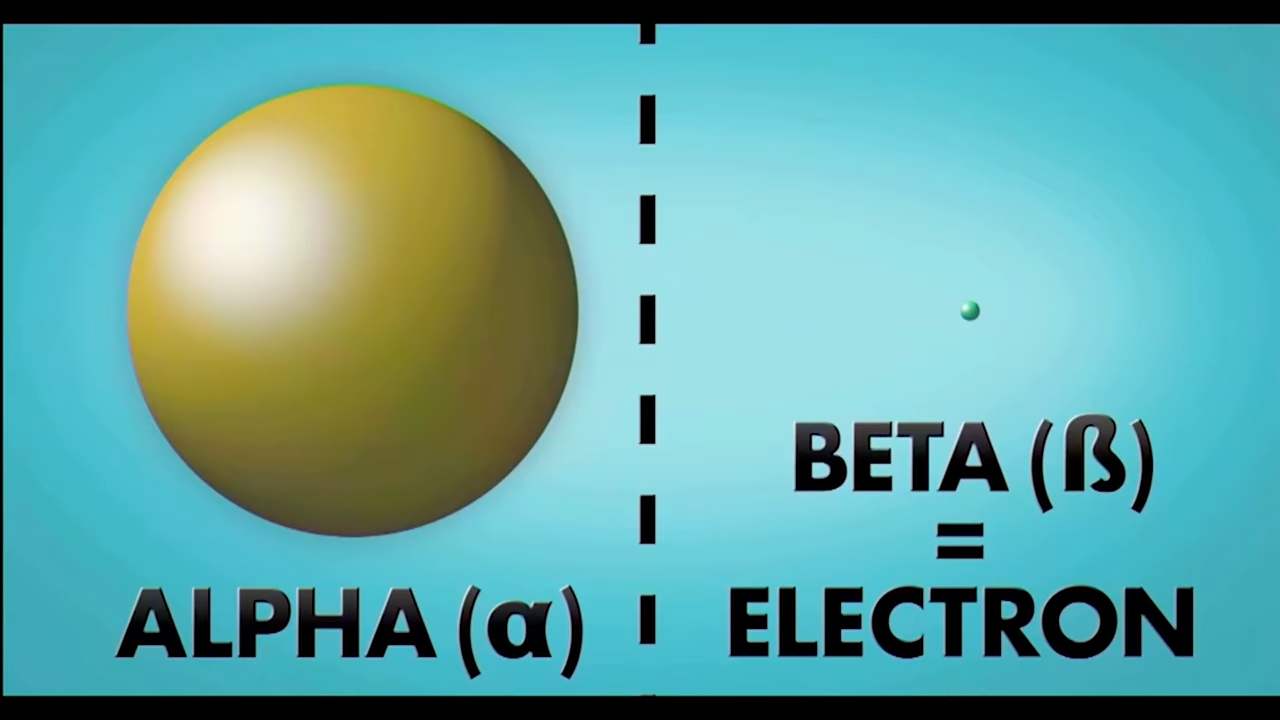 ALPHA (α)
BETA (ß)
=
ELECTRON